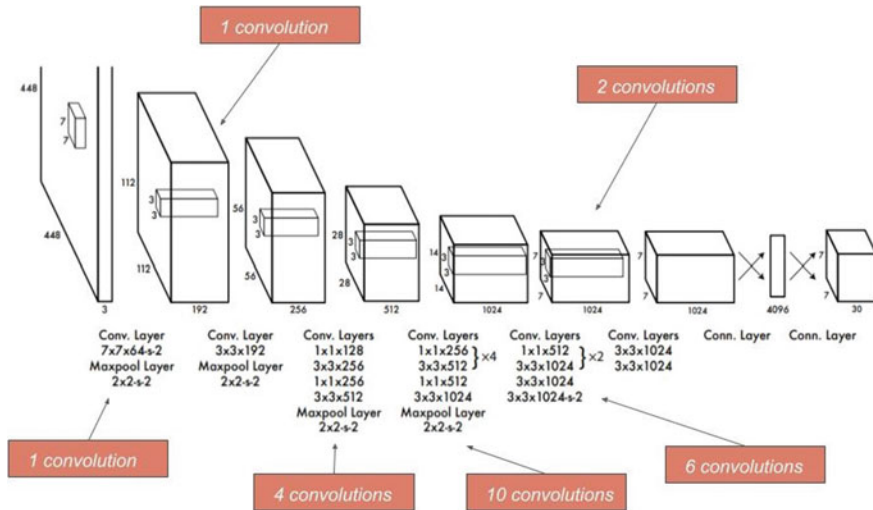 1 convolution
2 convolutions
448
448
7
7
3
112
112
3
3
192
56
56
3
3
256
28
28
3
3
512
14
14
3
3
1024
7
7
3
3
1024
7
7
1024
4096
7
7
30
Conv. Layer
7x7x64-s-2
Maxpool Layer
2x2-s-2
Conv. Layer
3x3x192
Maxpool Layer
2x2-s-2
Conv. Layers
1x1x128
3x3x256
1x1x256
3x3x512
Maxpool Layer
2x2-s-2
Conv. Layers
1x1x256
3x3x512
}×4
1x1x512
3x3x1024
Maxpool Layer
2x2-s-2
Conv. Layers
1x1x512
3x3x1024
}×2
3x3x1024
3x3x1024-s-2
Conv. Layers
3x3x1024
3x3x1024
Conn. Layer
Conn. Layer
1 convolution
4 convolutions
10 convolutions
6 convolutions